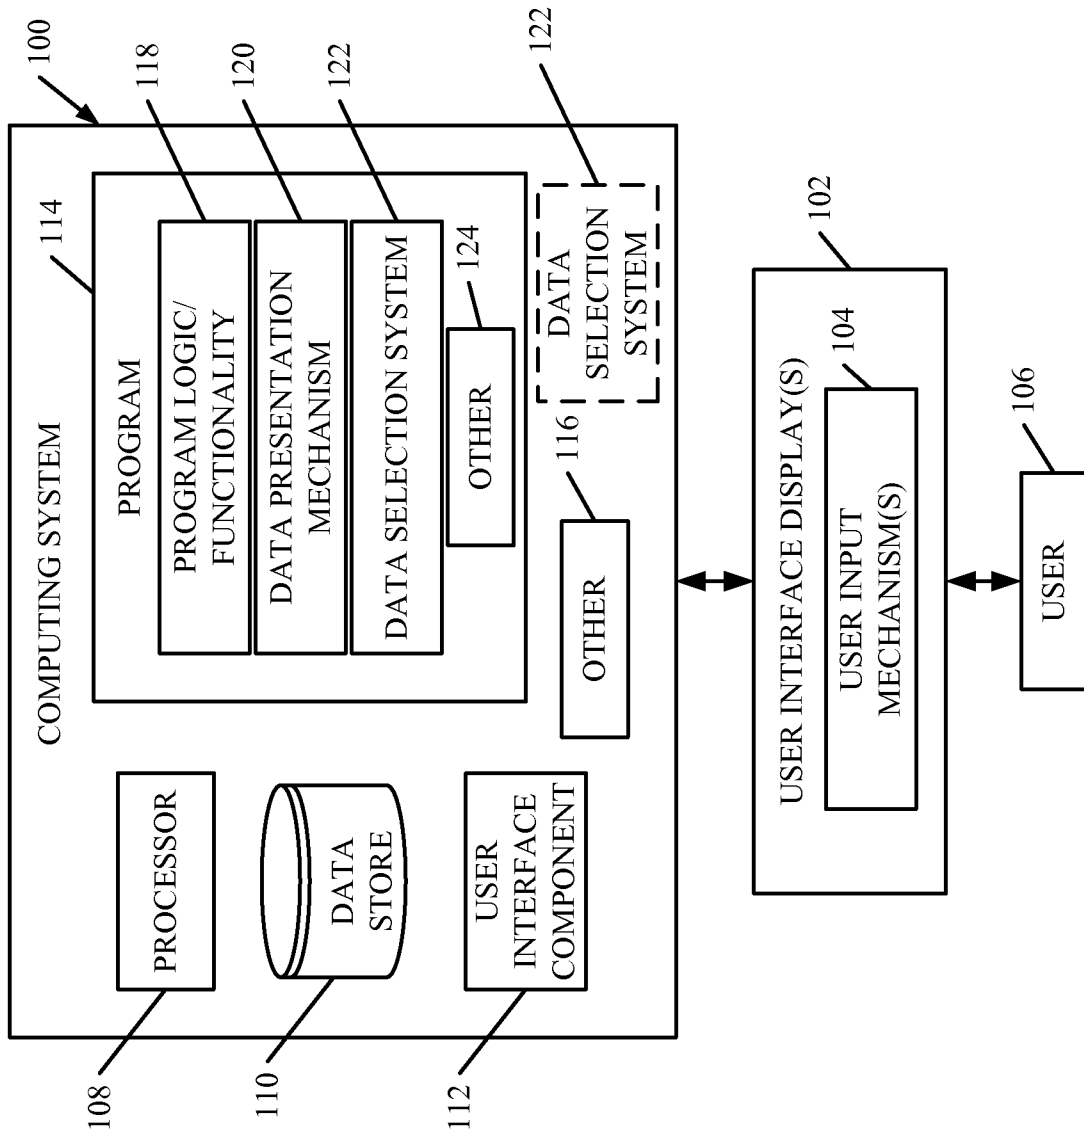 100
COMPUTING SYSTEM
108
PROCESSOR
110
DATA
STORE
112
USER
INTERFACE
COMPONENT
114
PROGRAM
PROGRAM LOGIC/
FUNCTIONALITY
118
DATA PRESENTATION
MECHANISM
120
DATA SELECTION SYSTEM
122
OTHER
124
OTHER
116
DATA
SELECTION
SYSTEM
122
USER INTERFACE DISPLAY(S)
102
USER INPUT
MECHANISM(S)
104
USER
106